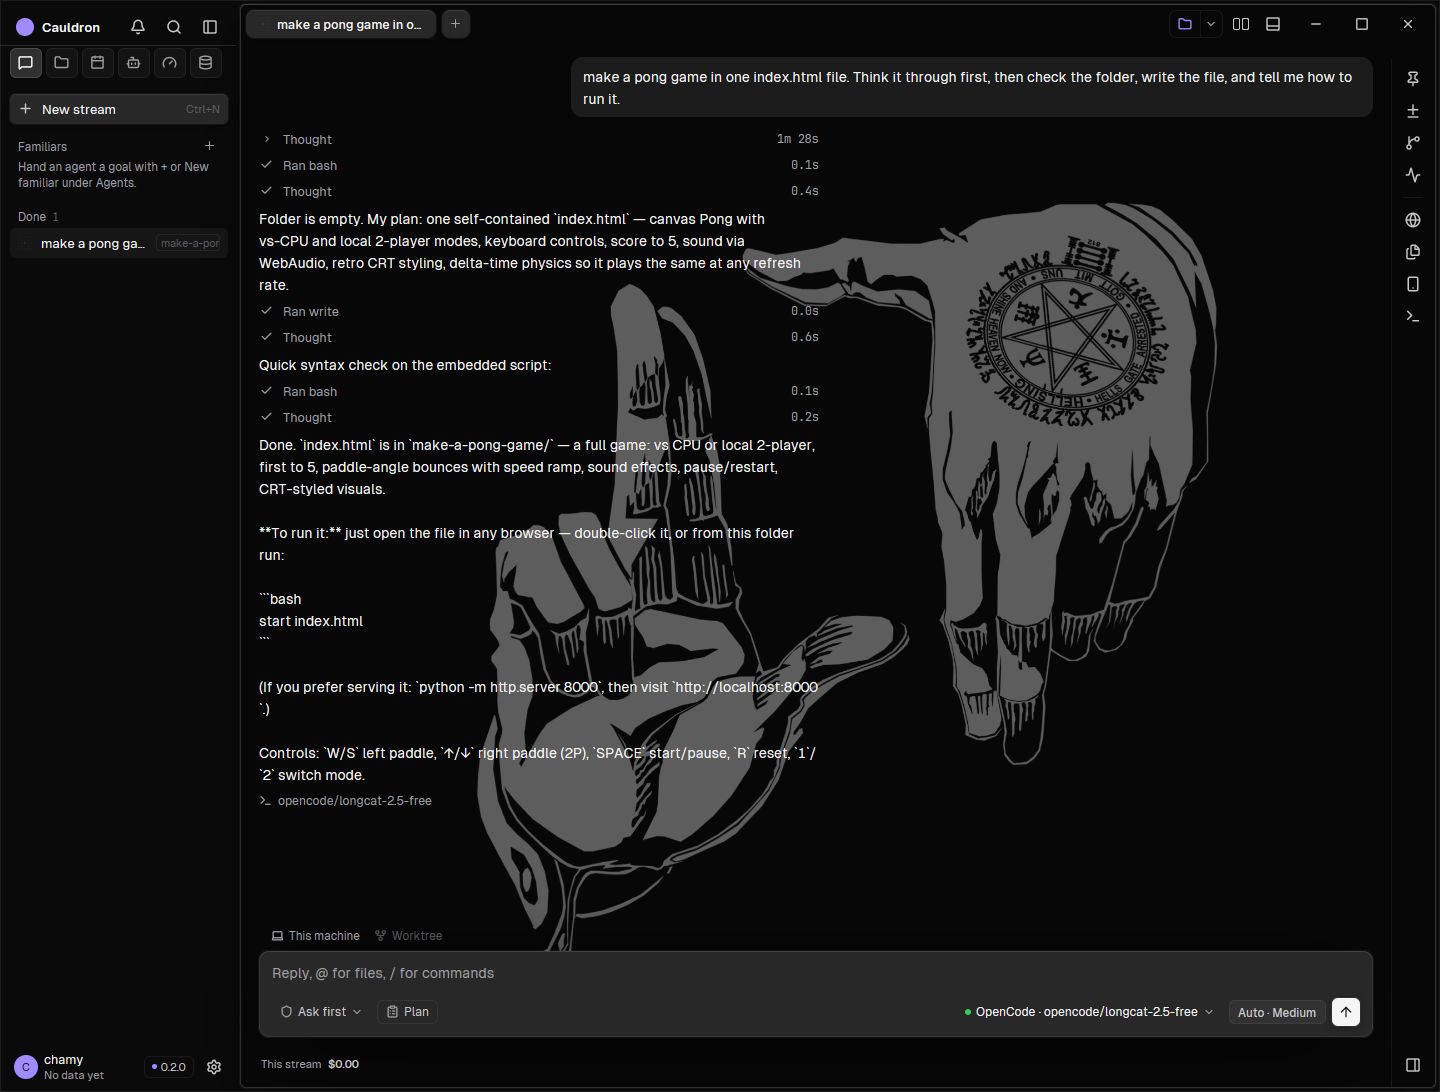 Cauldron
make a pong game in o...
New stream
Ctrl+N
Familiars
Hand an agent a goal with + or New
familiar under Agents.
Done 1
make a pong ga...
make-a-por
make a pong game in one index.html file. Think it through first, then check the folder, write the file, and tell me how to
run it.
Thought 1m 28s
Ran bash 0.1s
Thought 0.4s
Folder is empty. My plan: one self-contained `index.html` — canvas Pong with
vs-CPU and local 2-player modes, keyboard controls, score to 5, sound via
WebAudio, retro CRT styling, delta-time physics so it plays the same at any refresh
rate.
Ran write 0.0s
Thought 0.6s
Quick syntax check on the embedded script:
Ran bash 0.1s
Thought 0.2s
Done. `index.html` is in `make-a-pong-game/` — a full game: vs CPU or local 2-player,
first to 5, paddle-angle bounces with speed ramp, sound effects, pause/restart,
CRT-styled visuals.
**To run it:** just open the file in any browser — double-click it, or from this folder
run:
```bash
start index.html
```
(If you prefer serving it: `python -m http.server 8000`, then visit `http://localhost:8000
`.)
Controls: `W/S` left paddle, `↑/↓` right paddle (2P), `SPACE` start/pause, `R` reset, `1`/
`2` switch mode.
opencode/longcat-2.5-free
GOTT MIT UNS
AND SHINE HEAVEN NOW
HELLSING
HELLS GATE ARRESTED
This machine
Worktree
Reply, @ for files, / for commands
Ask first
Plan
OpenCode · opencode/longcat-2.5-free
Auto · Medium
This stream $0.00
C
chamy
No data yet
0.2.0